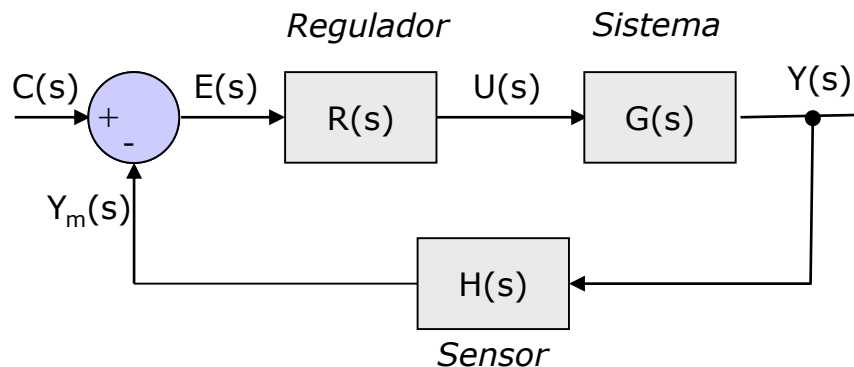 Regulador
Sistema
C(s)
E(s)
U(s)
Y(s)
+
-
R(s)
G(s)
Yₘ(s)
H(s)
Sensor